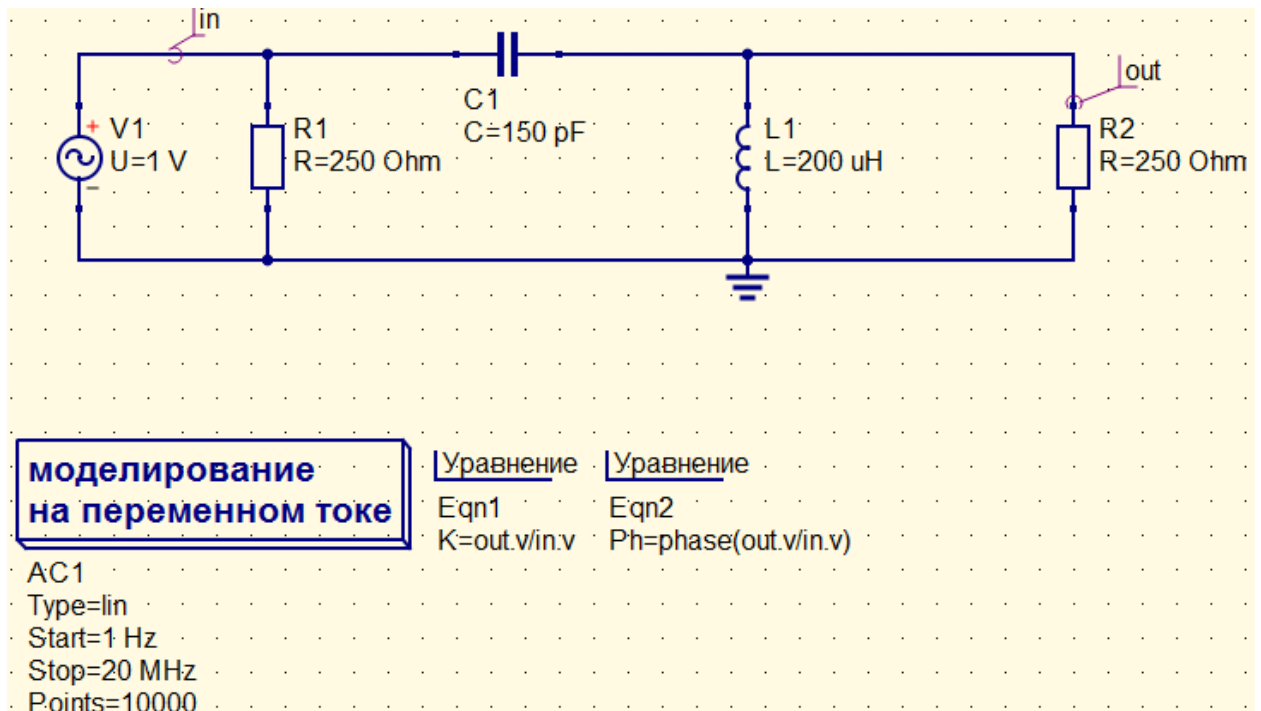 in
out
V1
U=1 V
R1
R=250 Ohm
C1
C=150 pF
L1
L=200 uH
R2
R=250 Ohm
моделирование
на переменном токе
AC1
Type=lin
Start=1 Hz
Stop=20 MHz
Points=10000
Уравнение
Eqn1
K=out.v/in.v
Уравнение
Eqn2
Ph=phase(out.v/in.v)